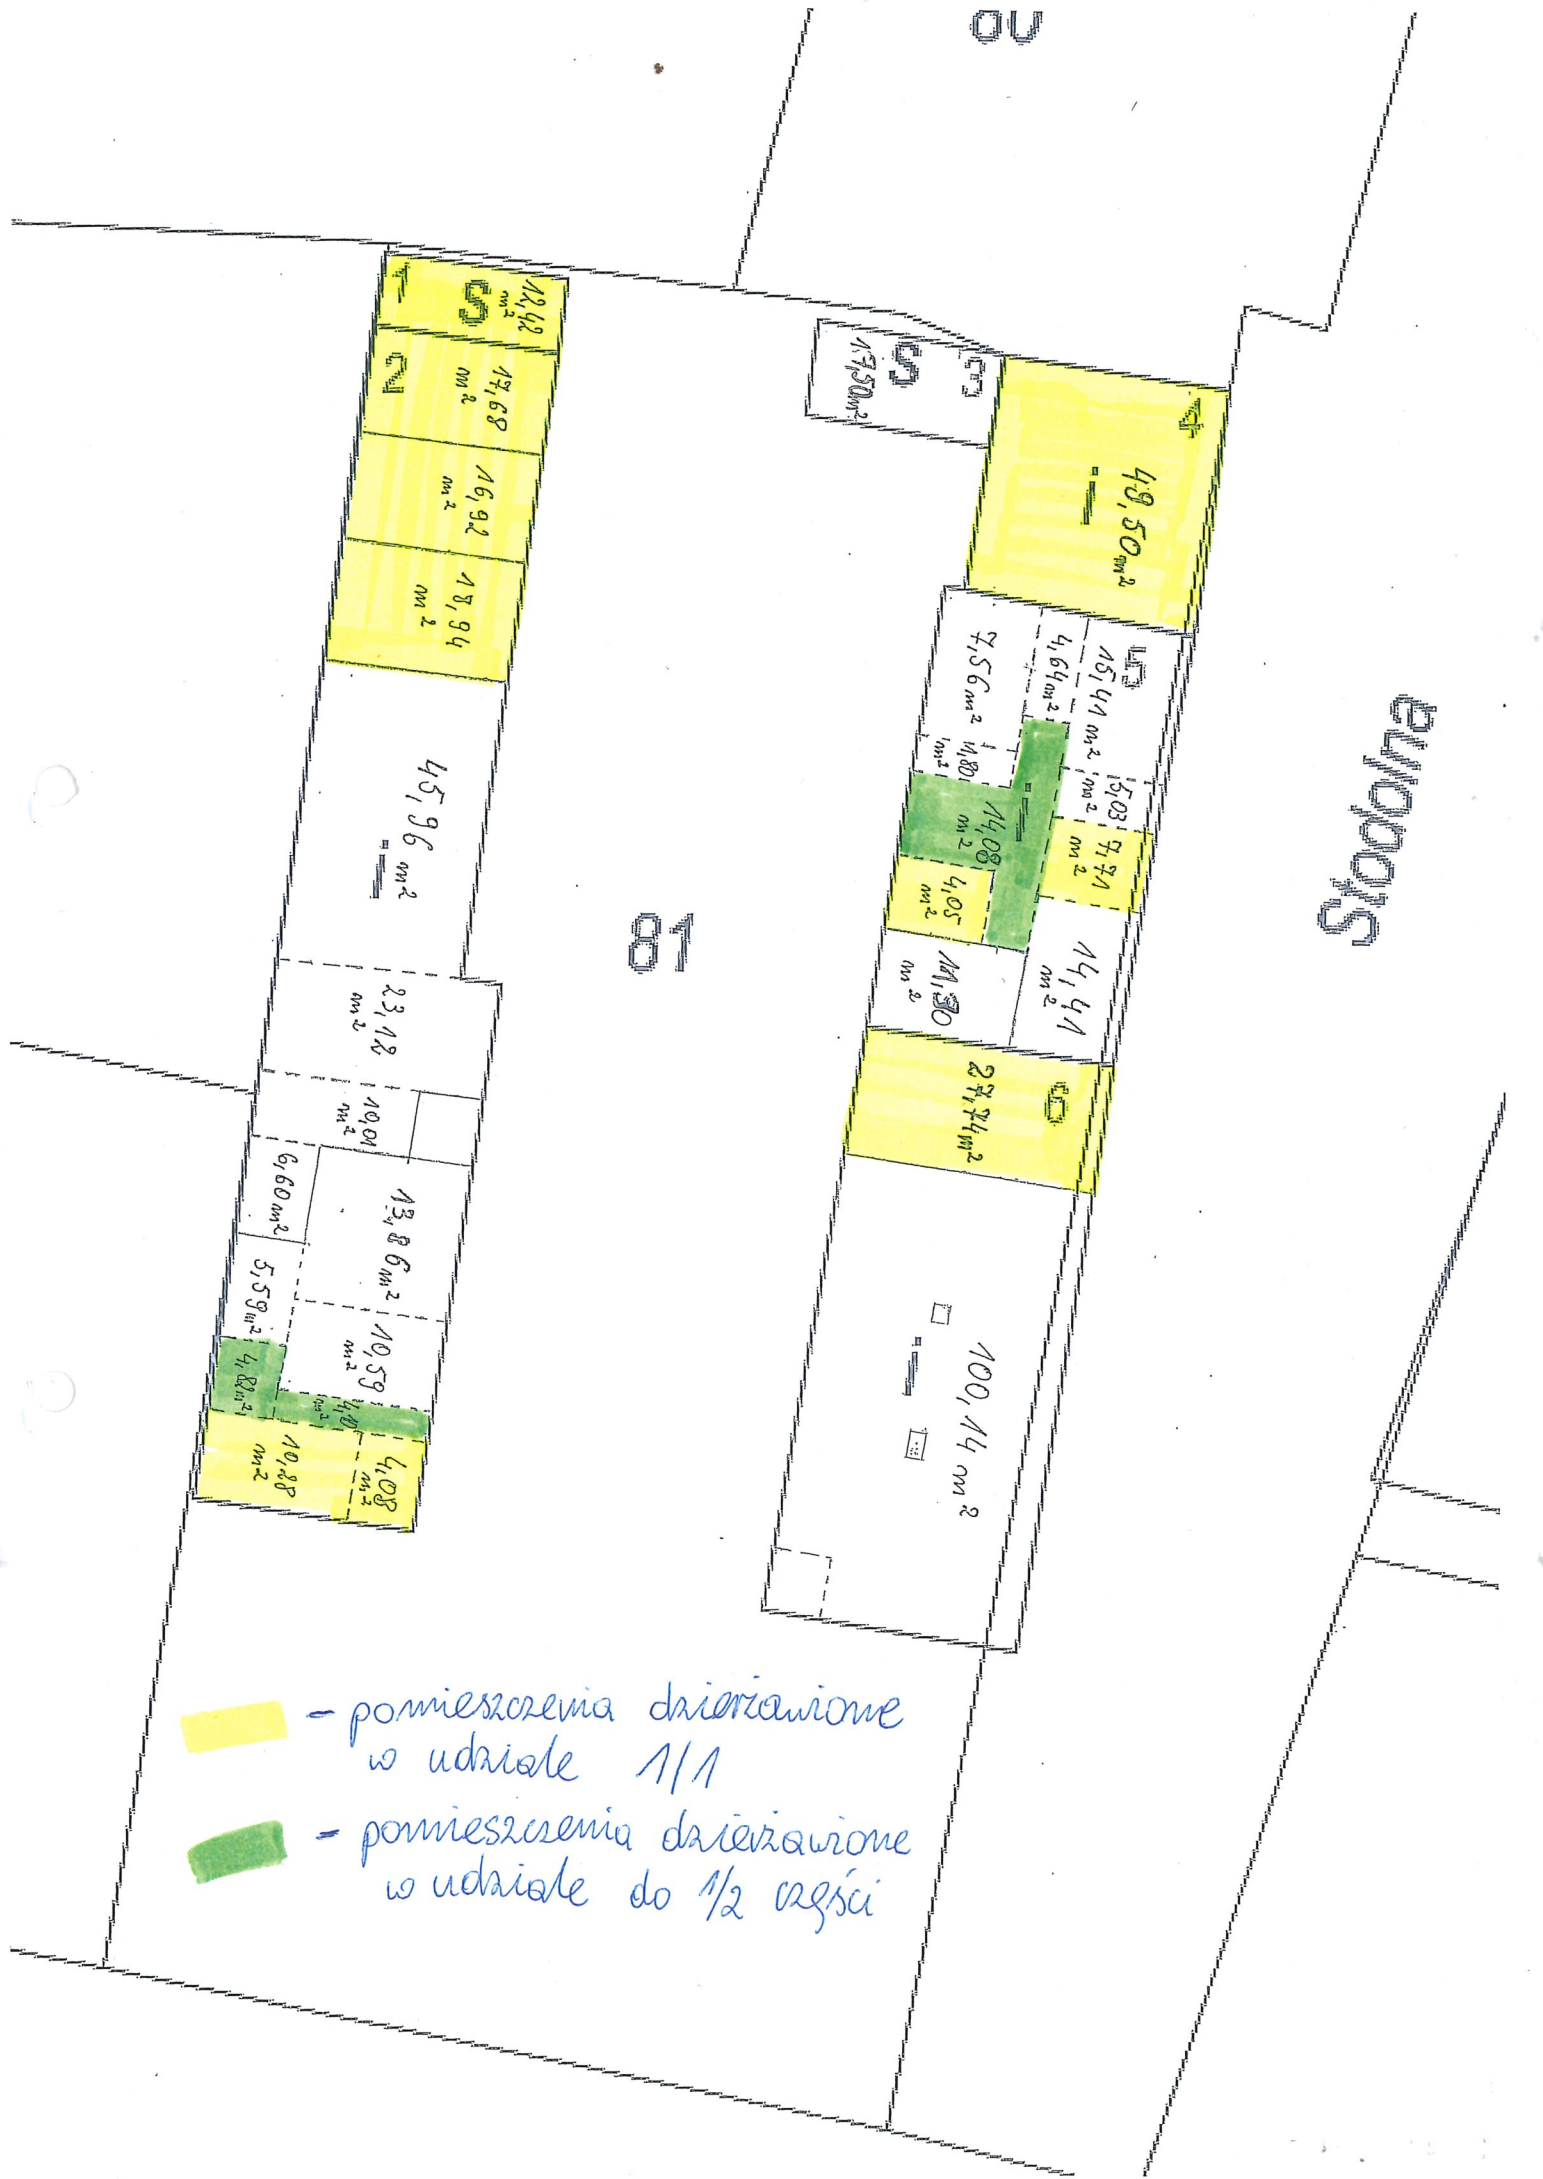 80
1
S
12,42
m²
2
17,68
m²
16,92
m²
18,94
m²
45,96 m²
23,12
m²
10,01
m²
6,60 m²
13,86 m²
5,59 m²
10,59
m²
4,82 m²
m²
10,28
m²
4,08
m²
81
3
S
17,50 m²
4
49,50 m²
i
5
15,41 m²
4,64 m²
7,56 m²
1,80
m²
5,03
m²
14,08
m²
7,71
m²
4,05
m²
14,41
m²
m²
6
27,74 m²
i
100,14 m²
Stodolna
- pomieszczenia dzierżawione
w udziale 1/1
- pomieszczenia dzierżawione
w udziale do 1/2 części